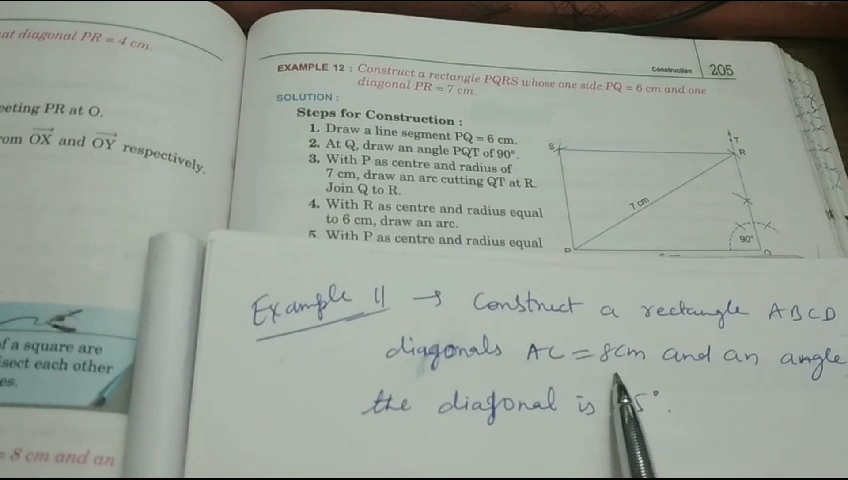 at diagonal PR = 4 cm.
eeting PR at O.
om OX and OY respectively.
f a square are
sect each other
es.
= 8 cm and an
Construction 205
EXAMPLE 12 : Construct a rectangle PQRS whose one side PQ = 6 cm and one
diagonal PR = 7 cm.
SOLUTION :
Steps for Construction :
1. Draw a line segment PQ = 6 cm.
2. At Q, draw an angle PQT of 90°.
3. With P as centre and radius of
7 cm, draw an arc cutting QT at R.
Join Q to R.
4. With R as centre and radius equal
to 6 cm, draw an arc.
5. With P as centre and radius equal
S
T
R
7 cm
90°
P
Q
Example 11 → Construct a rectangle ABCD
diagonals AC = 8cm and an angle
the diagonal is 5°.